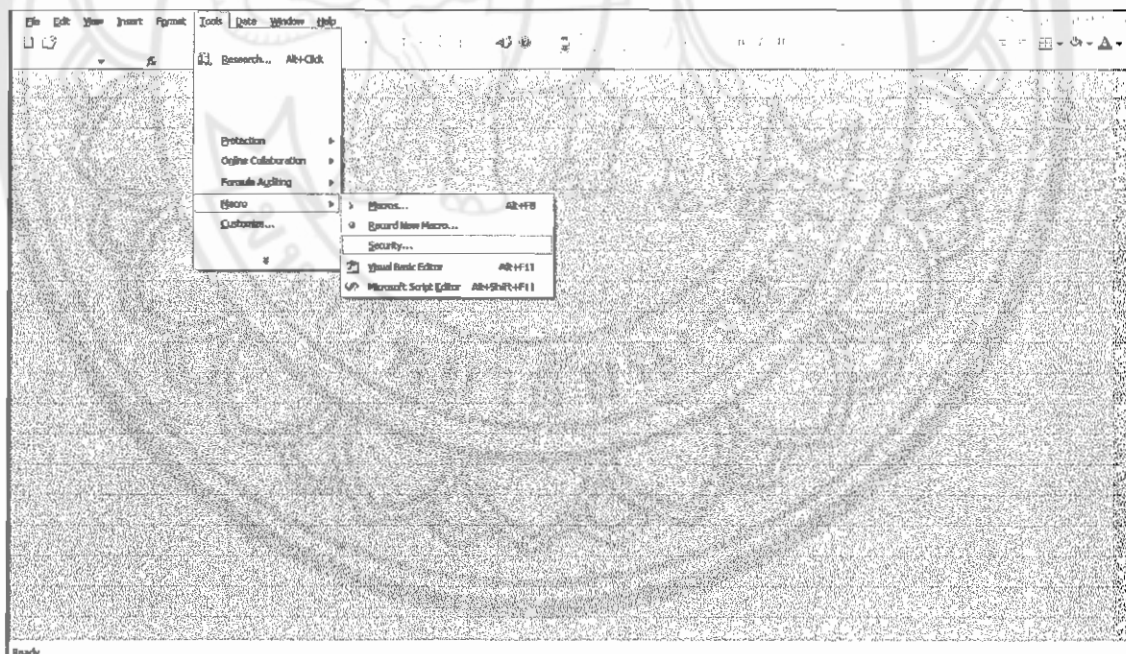 File Edit View Insert Format Tools Data Window Help
fx
Research... Alt+Click
Protection
Online Collaboration
Formula Auditing
Macro
Macros... Alt+F8
Customize...
Record New Macro...
Security...
Visual Basic Editor Alt+F11
Microsoft Script Editor Alt+Shift+F11
Ready